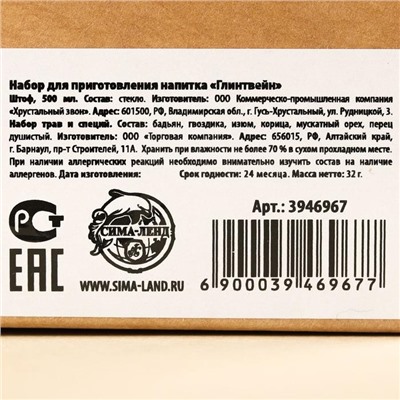 Набор для приготовления напитка «Глинтвейн»
Штоф, 500 мл. Состав: стекло. Изготовитель: ООО Коммерческо-промышленная компания
«Хрустальный звон». Адрес: 601500, РФ, Владимирская обл., г. Гусь-Хрустальный, ул. Рудницкой, 3.
Набор трав и специй. Состав: бадьян, гвоздика, изюм, корица, мускатный орех, перец
душистый. Изготовитель: ООО "Торговая компания". Адрес: 656015, РФ, Алтайский край,
г. Барнаул, пр-т Строителей, 11А. Хранить при влажности не более 70 % в сухом прохладном месте.
При наличии аллергических реакций необходимо внимательно изучить состав на наличие
аллергенов. Дата изготовления: Срок годности: 24 месяца. Масса нетто: 32 г.
Арт.: 3946967
РСТ
EAC
СИМА-ЛЕНД
WWW.SIMA-LAND.RU
6 900039 469677